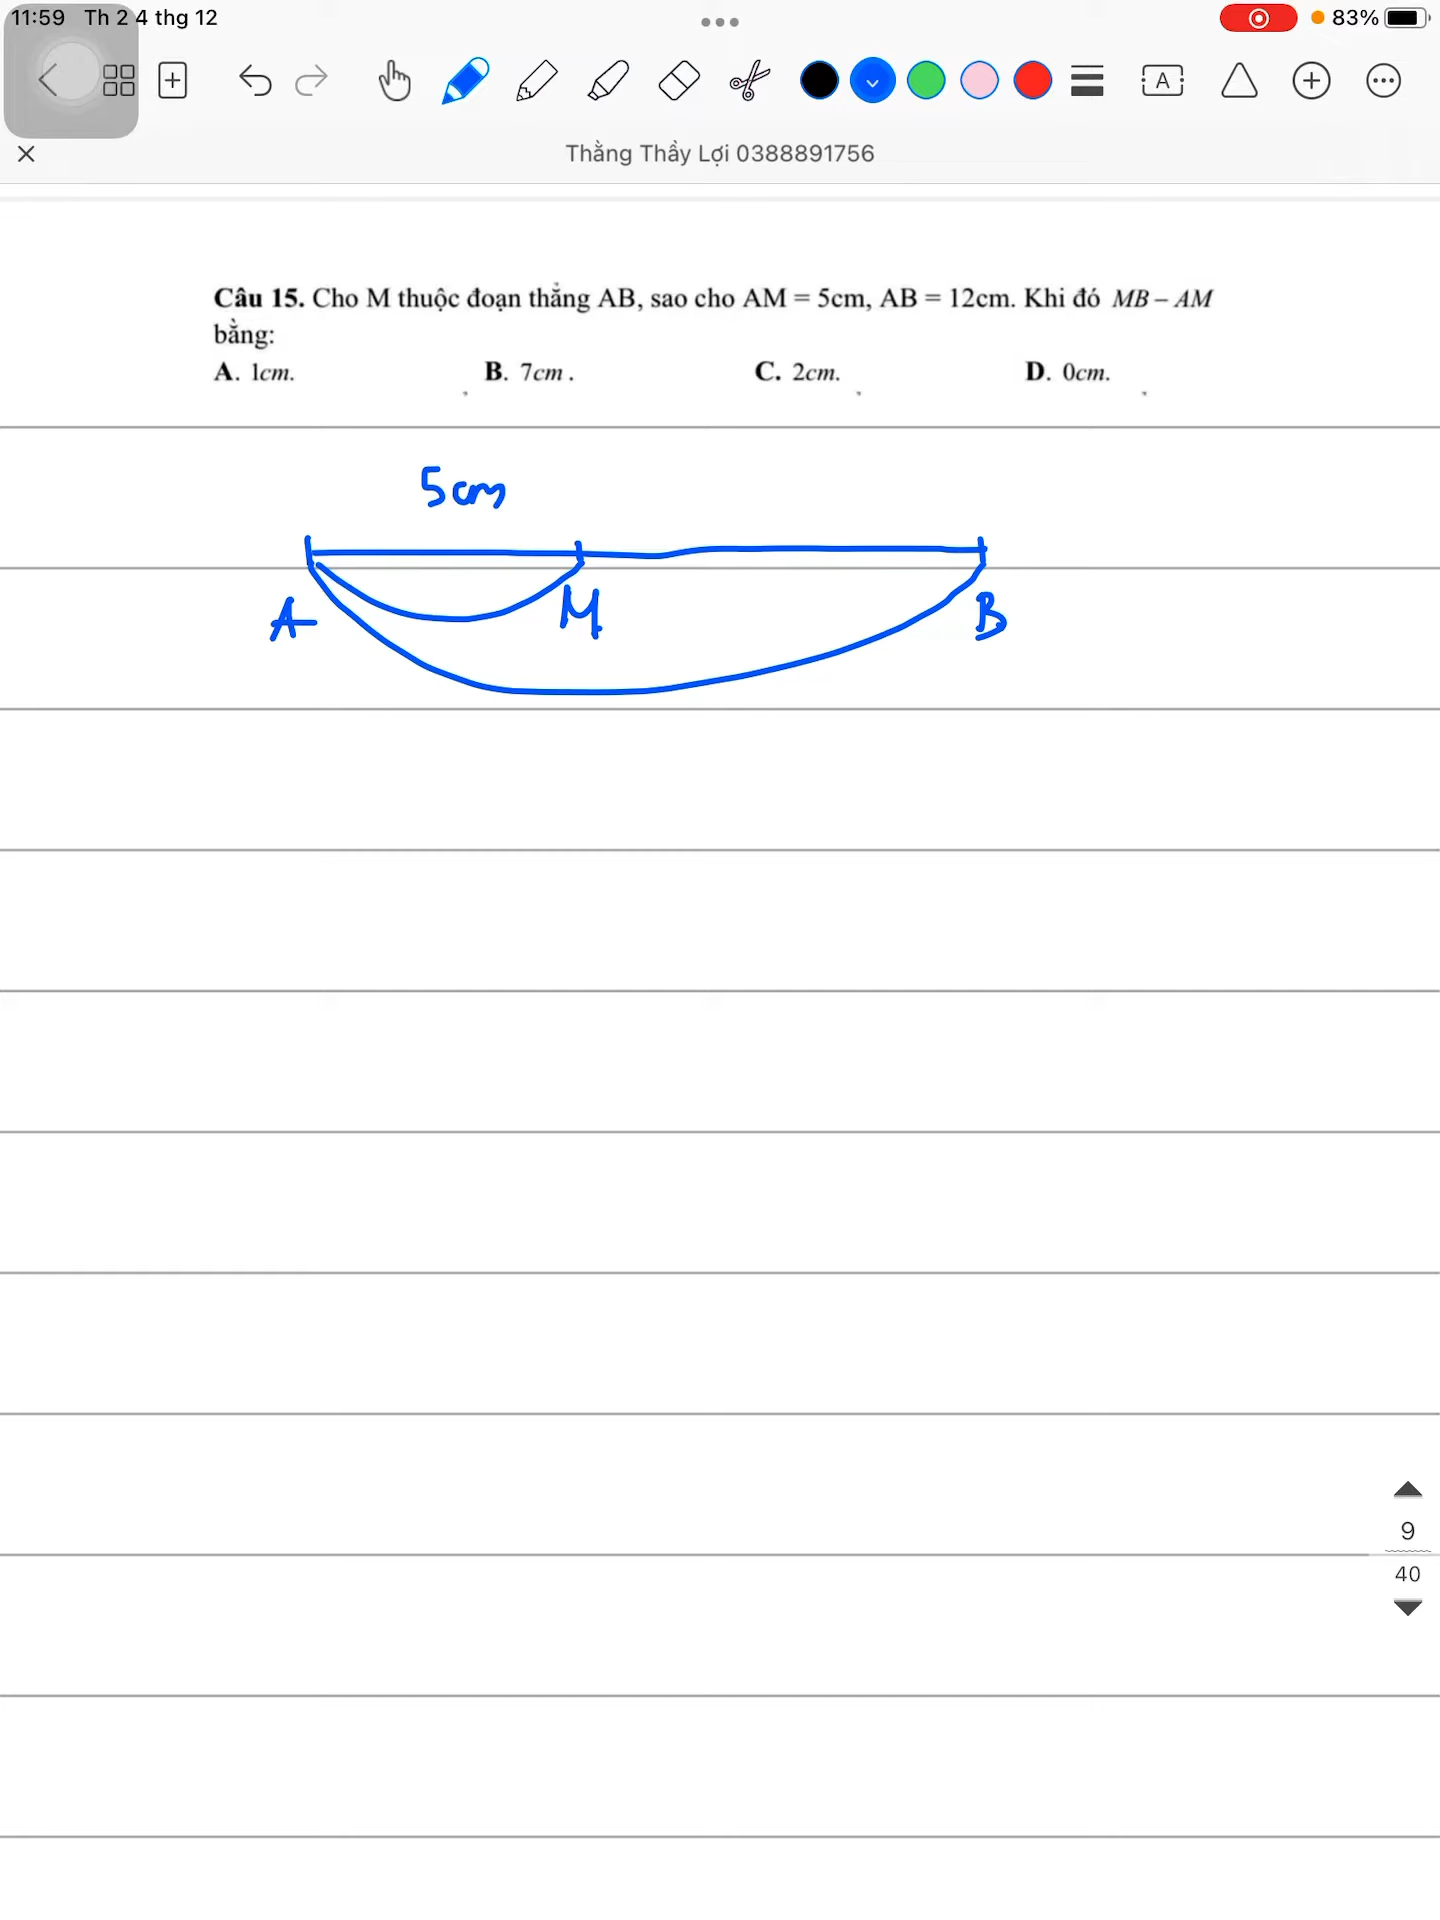 11:59 Th 2 4 thg 12
83%
A
Thằng Thầy Lợi 0388891756
Câu 15. Cho M thuộc đoạn thẳng AB, sao cho AM = 5cm, AB = 12cm. Khi đó MB – AM
bằng:
A. 1cm. B. 7cm . C. 2cm. D. 0cm.
5cm
A M B
9
40